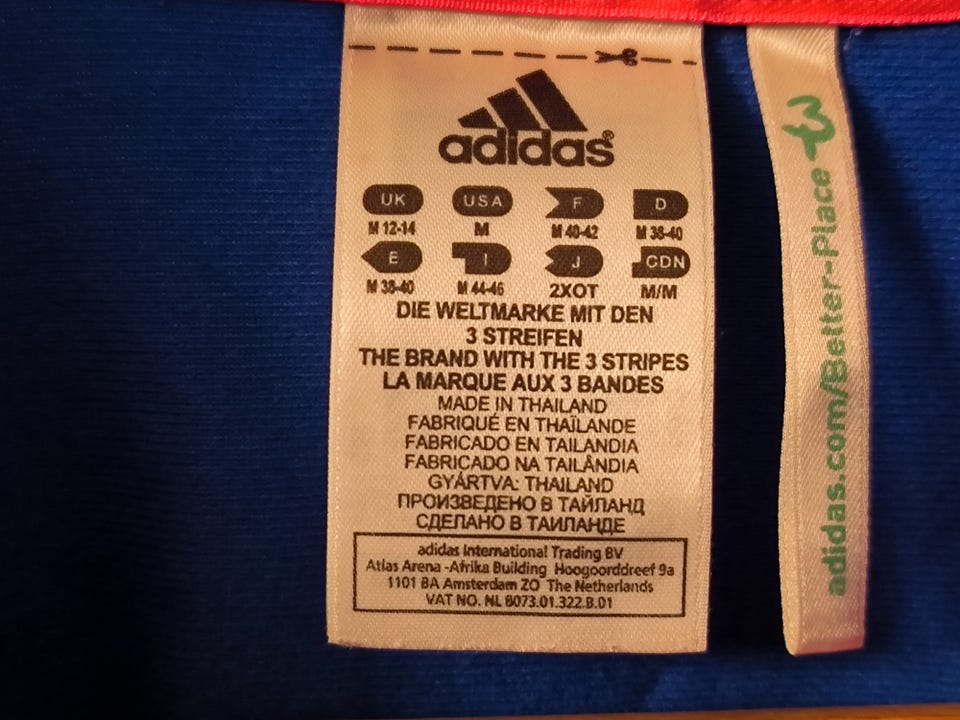 adidas®
UK USA F D
M 12-14 M M 40-42 M 38-40
E I J CDN
M 38-40 M 44-46 2XOT M/M
DIE WELTMARKE MIT DEN
3 STREIFEN
THE BRAND WITH THE 3 STRIPES
LA MARQUE AUX 3 BANDES
MADE IN THAILAND
FABRIQUÉ EN THAÏLANDE
FABRICADO EN TAILANDIA
FABRICADO NA TAILÂNDIA
GYÁRTVA: THAILAND
ПРОИЗВЕДЕНО В ТАЙЛАНД
СДЕЛАНО В ТАИЛАНДЕ
adidas International Trading BV
Atlas Arena -Afrika Building Hoogoorddreef 9a
1101 BA Amsterdam ZO The Netherlands
VAT NO. NL 8073.01.322.B.01
adidas.com/Better-Place